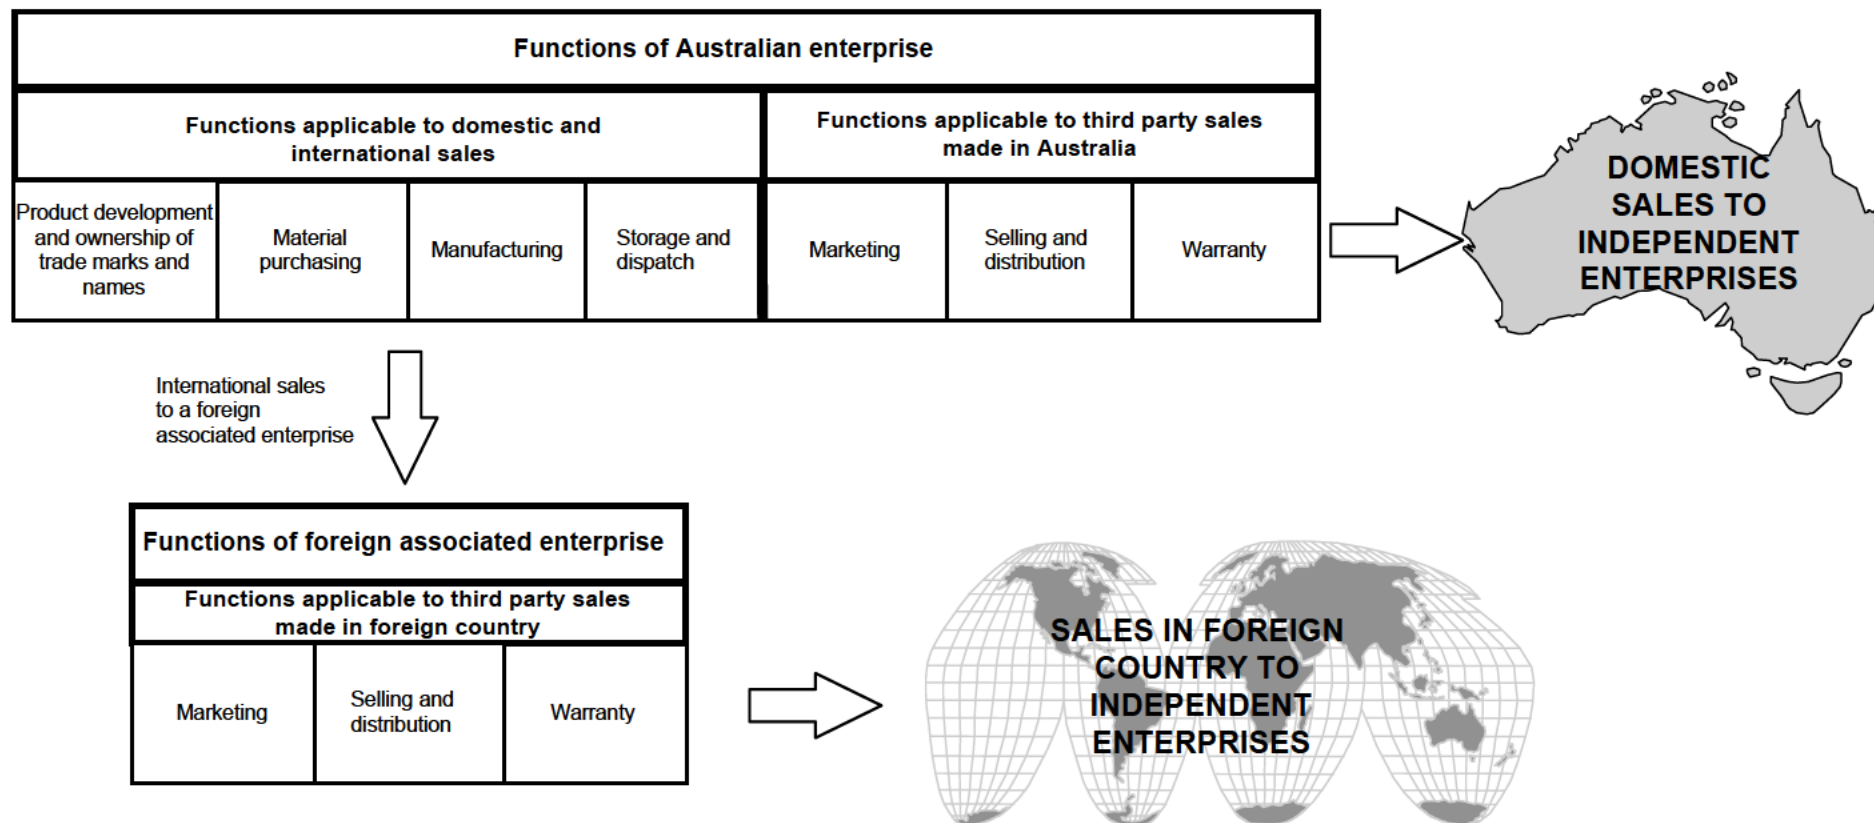 Functions of Australian enterprise
Functions applicable to domestic and
international sales
Functions applicable to third party sales
made in Australia
Product development
and ownership of
trade marks and
names
Material
purchasing
Manufacturing
Storage and
dispatch
Marketing
Selling and
distribution
Warranty
DOMESTIC
SALES TO
INDEPENDENT
ENTERPRISES
International sales
to a foreign
associated enterprise
Functions of foreign associated enterprise
Functions applicable to third party sales
made in foreign country
Marketing
Selling and
distribution
Warranty
SALES IN FOREIGN
COUNTRY TO
INDEPENDENT
ENTERPRISES